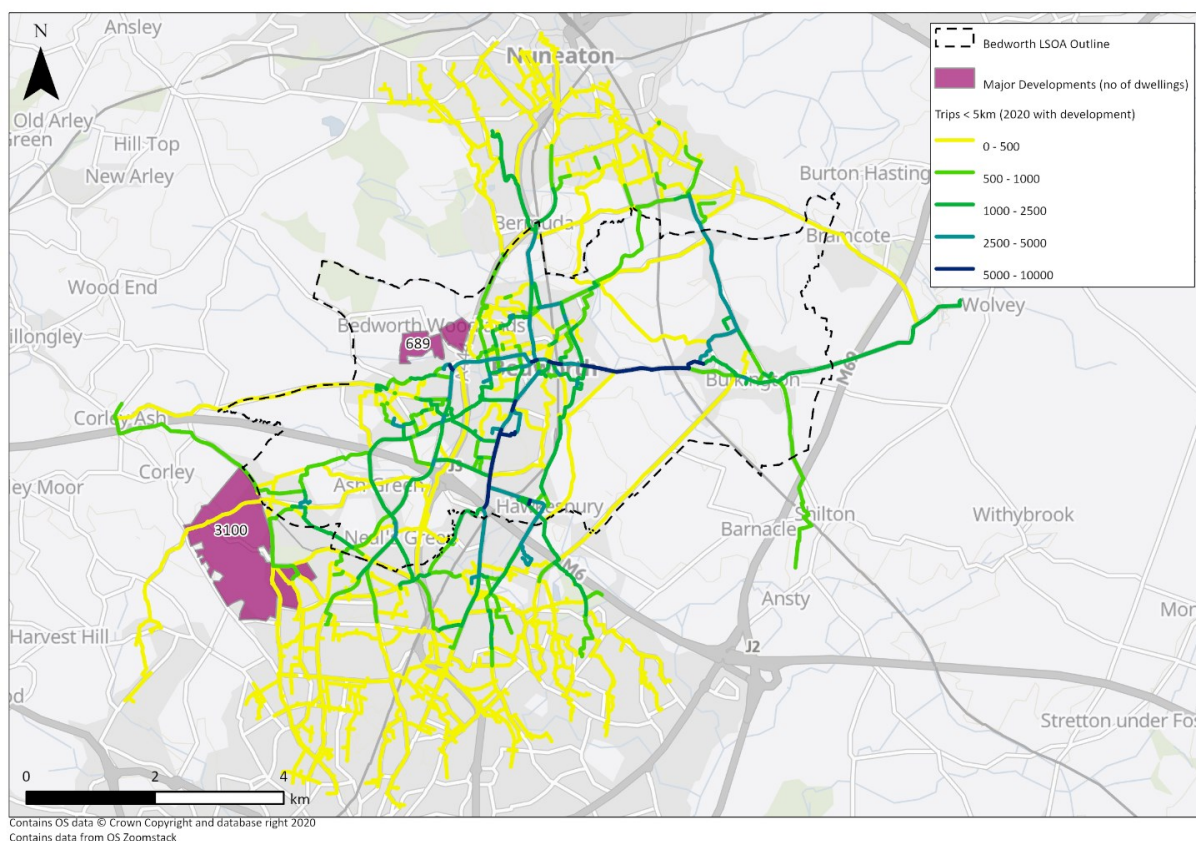 N
Ansley
Nuneaton
Old Arley
Green
Hill Top
New Arley
Burton Hasting
Bermuda
Bramcote
Wood End
Wolvey
illongley
Bedworth Woodlands
689
Bedworth
Bulkington
M69
Corley Ash
Corley
ley Moor
J3
Ash Green
Hawkesbury
3100
Neal's Green
Barnacle
Shilton
Withybrook
M6
Ansty
Mon
Harvest Hill
J2
od
Stretton under Fos
Bedworth LSOA Outline
Major Developments (no of dwellings)
Trips < 5km (2020 with development)
0 - 500
500 - 1000
1000 - 2500
2500 - 5000
5000 - 10000
0 2 4
km
Contains OS data © Crown Copyright and database right 2020
Contains data from OS Zoomstack